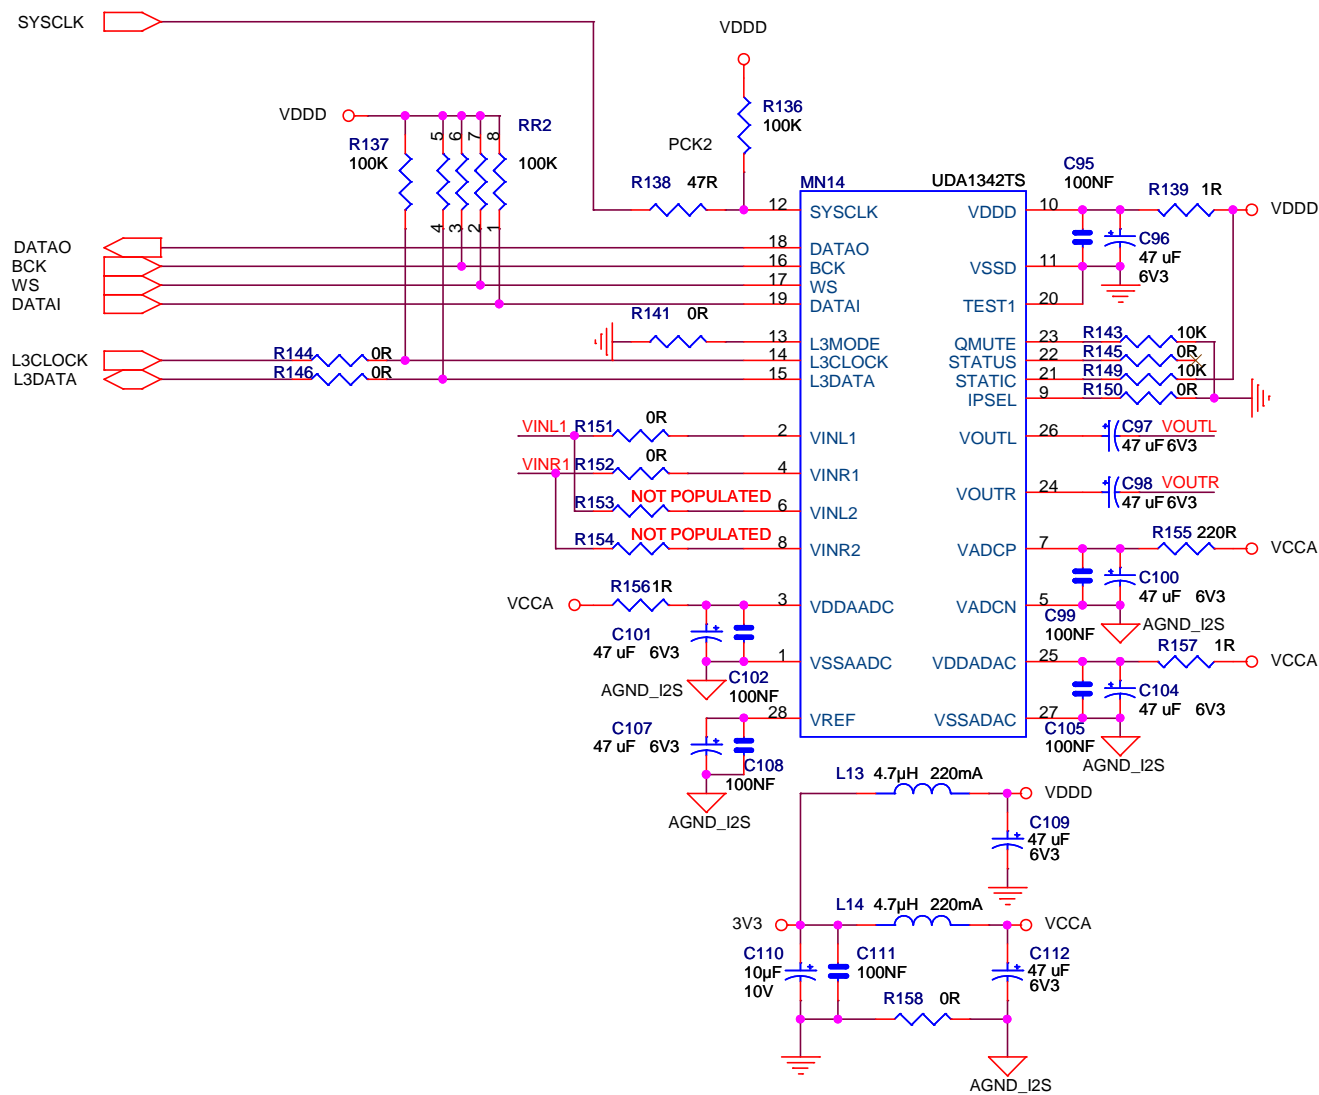 SYSCLK
VDDD
VDDD
R137
100K
5
6
7
8
RR2
100K
4
3
2
1
PCK2
R136
100K
R138 47R
MN14
UDA1342TS
C95
100NF
R139 1R
VDDD
12
SYSCLK
VDDD
10
C96
47 uF
6V3
DATAO
18
DATAO
BCK
16
BCK
VSSD
11
WS
17
WS
DATAI
19
DATAI
TEST1
20
R141 0R
13
L3MODE
QMUTE
23
R143
10K
L3CLOCK
R144
0R
14
L3CLOCK
STATUS
22
R145
0R
L3DATA
R146
0R
15
L3DATA
STATIC
21
R149
10K
IPSEL
9
R150
0R
VINL1
R151
0R
2
VINL1
VOUTL
26
C97
VOUTL
47 uF 6V3
VINR1
R152
0R
4
VINR1
VOUTR
24
C98
VOUTR
47 uF 6V3
NOT POPULATED
R153
6
VINL2
NOT POPULATED
R154
8
VINR2
VADCP
7
R155 220R
VCCA
C100
47 uF 6V3
VCCA
R156 1R
3
VDDAADC
VADCN
5
C99
100NF
AGND_I2S
C101
47 uF 6V3
1
VSSAADC
VDDADAC
25
R157 1R
VCCA
AGND_I2S
C102
100NF
C104
47 uF 6V3
28
VREF
VSSADAC
27
C105
100NF
AGND_I2S
C107
47 uF 6V3
C108
100NF
AGND_I2S
L13 4.7µH 220mA
VDDD
C109
47 uF
6V3
L14 4.7µH 220mA
3V3
VCCA
C110
10µF
10V
C111
100NF
C112
47 uF
6V3
R158 0R
AGND_I2S